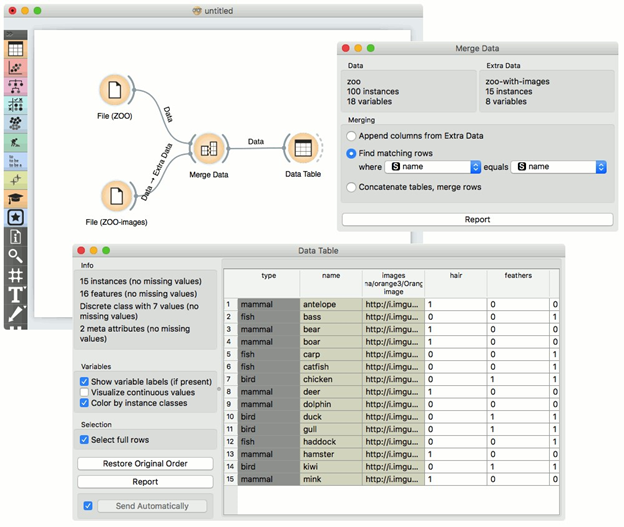 untitled
File (ZOO)
Data
Data → Extra Data
File (ZOO-images)
Merge Data
Data
Data Table
Merge Data
Data
zoo
100 instances
18 variables
Extra Data
zoo-with-images
15 instances
8 variables
Merging
Append columns from Extra Data
Find matching rows
where S name equals S name
Concatenate tables, merge rows
Report
Data Table
Info
15 instances (no missing values)
16 features (no missing values)
Discrete class with 7 values (no
missing values)
2 meta attributes (no missing
values)
Variables
Show variable labels (if present)
Visualize continuous values
Color by instance classes
Selection
Select full rows
Restore Original Order
Report
Send Automatically
type name images hair feathers
na/orange3/Orang
image
1 mammal antelope http://i.imgu... 1 0 0
2 fish bass http://i.imgu... 0 0 1
3 mammal bear http://i.imgu... 1 0 0
4 mammal boar http://i.imgu... 1 0 0
5 fish carp http://i.imgu... 0 0 1
6 fish catfish http://i.imgu... 0 0 1
7 bird chicken http://i.imgu... 0 1 1
8 mammal deer http://i.imgu... 1 0 0
9 mammal dolphin http://i.imgu... 0 0 0
10 bird duck http://i.imgu... 0 1 1
11 bird gull http://i.imgu... 0 1 1
12 fish haddock http://i.imgu... 0 0 1
13 mammal hamster http://i.imgu... 1 0 0
14 bird kiwi http://i.imgu... 0 1 1
15 mammal mink http://i.imgu... 1 0 0